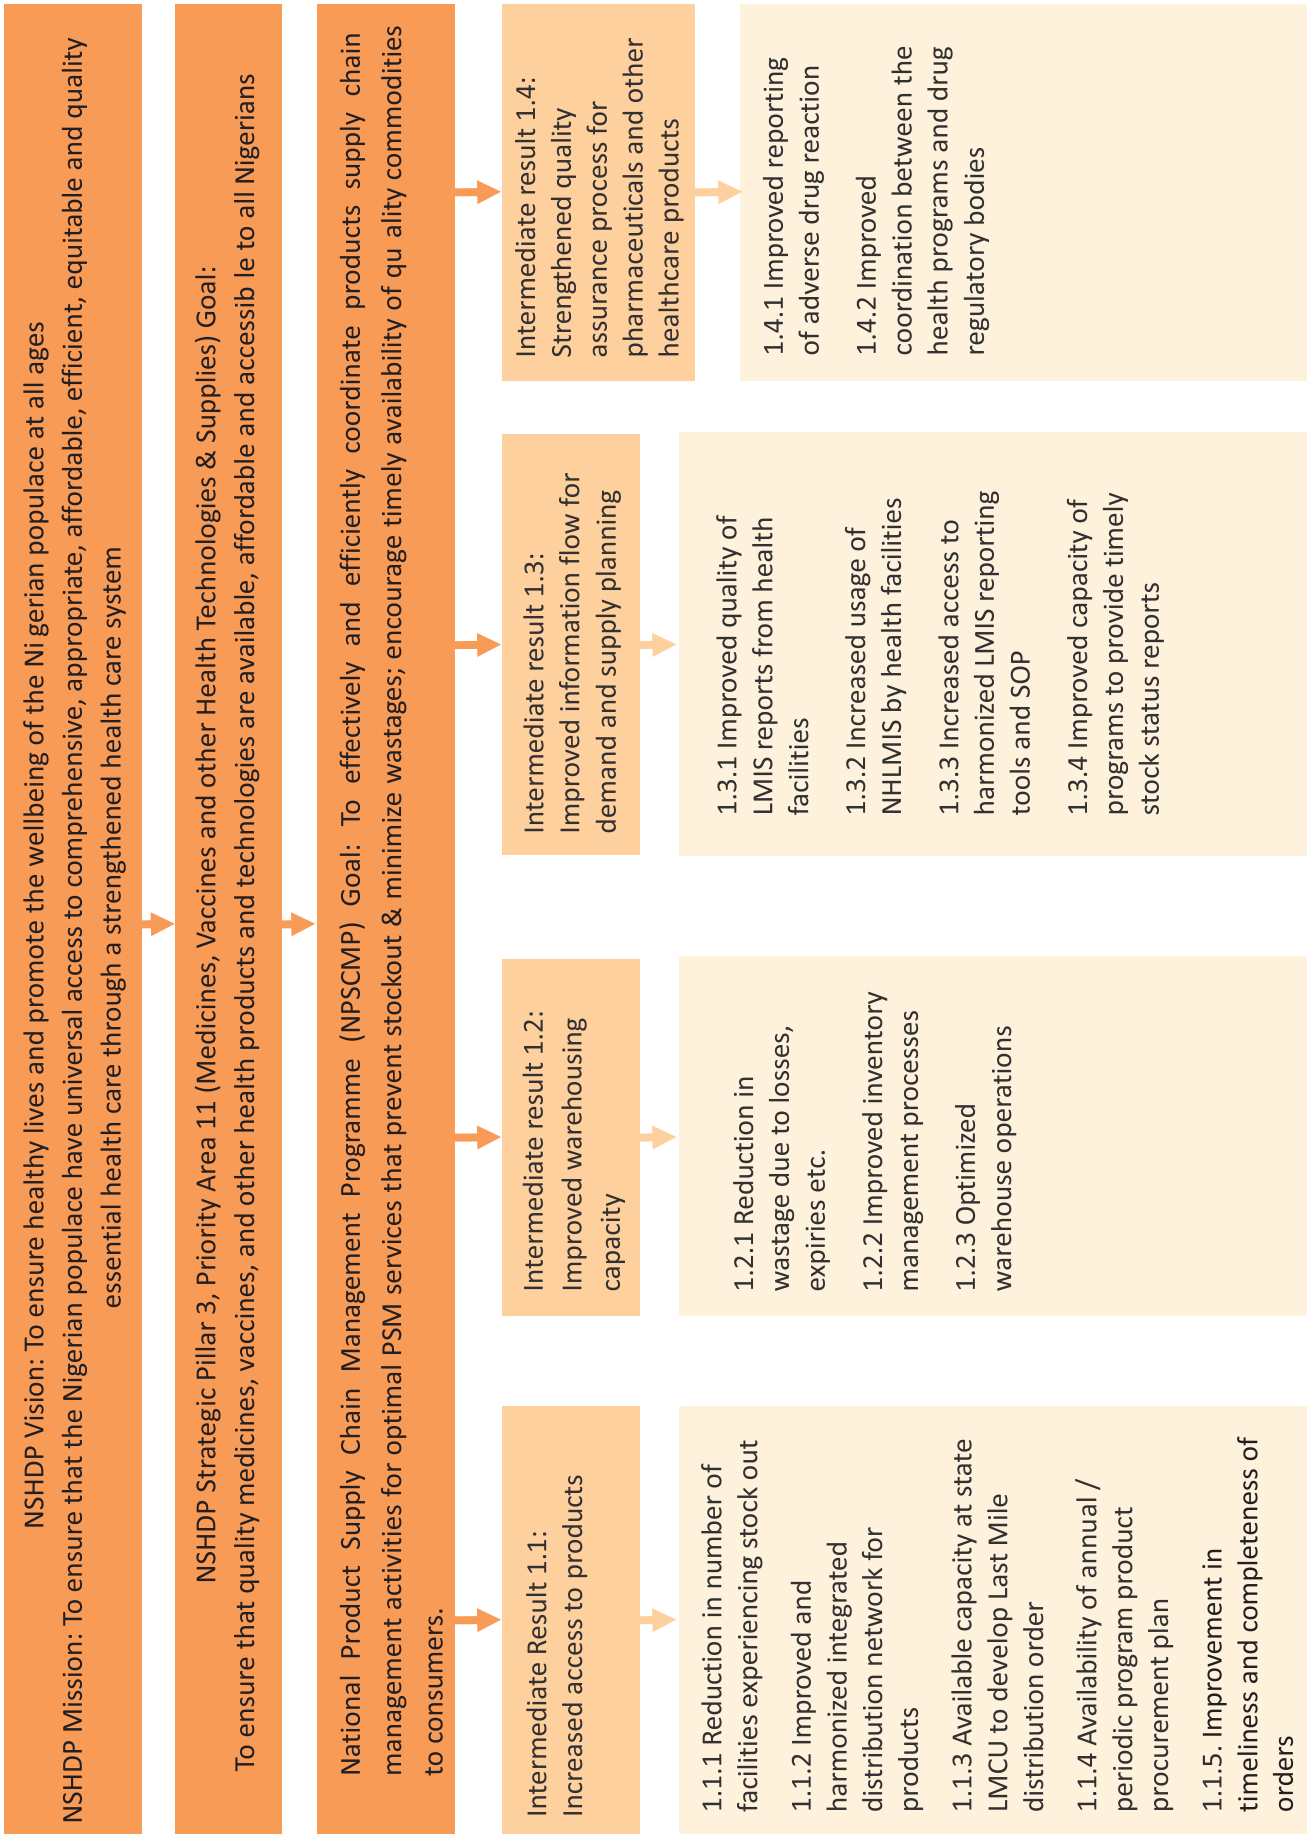 NSHDP Vision: To ensure healthy lives and promote the wellbeing of the Ni gerian populace at all ages
NSHDP Mission: To ensure that the Nigerian populace have universal access to comprehensive, appropriate, affordable, efficient, equitable and quality
essential health care through a strengthened health care system
NSHDP Strategic Pillar 3, Priority Area 11 (Medicines, Vaccines and other Health Technologies & Supplies) Goal:
To ensure that quality medicines, vaccines, and other health products and technologies are available, affordable and accessib le to all Nigerians
National Product Supply Chain Management Programme (NPSCMP) Goal: To effectively and efficiently coordinate products supply chain
management activities for optimal PSM services that prevent stockout & minimize wastages; encourage timely availability of qu ality commodities
to consumers.
Intermediate Result 1.1:
Increased access to products
1.1.1 Reduction in number of
facilities experiencing stock out
1.1.2 Improved and
harmonized integrated
distribution network for
products
1.1.3 Available capacity at state
LMCU to develop Last Mile
distribution order
1.1.4 Availability of annual /
periodic program product
procurement plan
1.1.5. Improvement in
timeliness and completeness of
orders
Intermediate result 1.2:
Improved warehousing
capacity
1.2.1 Reduction in
wastage due to losses,
expiries etc.
1.2.2 Improved inventory
management processes
1.2.3 Optimized
warehouse operations
Intermediate result 1.3:
Improved information flow for
demand and supply planning
1.3.1 Improved quality of
LMIS reports from health
facilities
1.3.2 Increased usage of
NHLMIS by health facilities
1.3.3 Increased access to
harmonized LMIS reporting
tools and SOP
1.3.4 Improved capacity of
programs to provide timely
stock status reports
Intermediate result 1.4:
Strengthened quality
assurance process for
pharmaceuticals and other
healthcare products
1.4.1 Improved reporting
of adverse drug reaction
1.4.2 Improved
coordination between the
health programs and drug
regulatory bodies